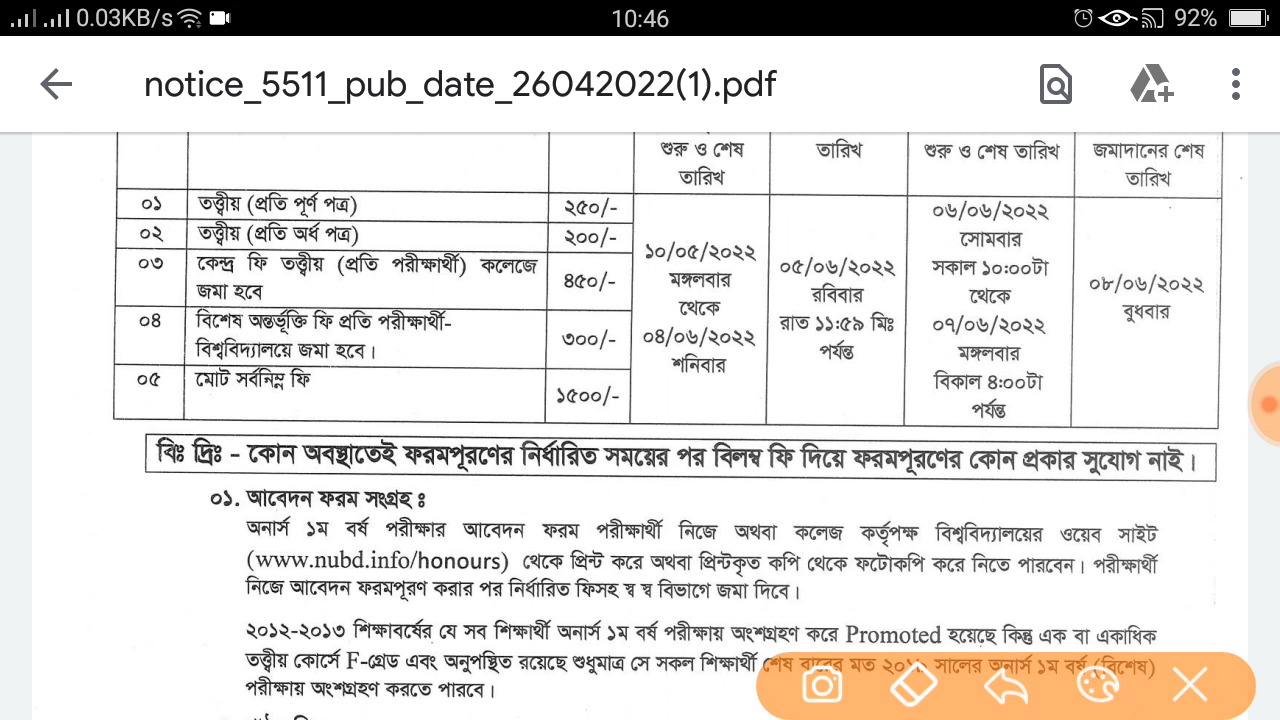 0.03KB/s 10:46 92%
notice_5511_pub_date_26042022(1).pdf
শুরু ও শেষ তারিখ
তারিখ
শুরু ও শেষ তারিখ
জমাদানের শেষ তারিখ
০১ তত্ত্বীয় (প্রতি পূর্ণ পত্র) ২৫০/-
০২ তত্ত্বীয় (প্রতি অর্ধ পত্র) ২০০/-
০৩ কেন্দ্র ফি তত্ত্বীয় (প্রতি পরীক্ষার্থী) কলেজে
জমা হবে ৪৫০/-
০৪ বিশেষ অন্তর্ভূক্তি ফি প্রতি পরীক্ষার্থী-
বিশ্ববিদ্যালয়ে জমা হবে। ৩০০/-
০৫ মোট সর্বনিম্ন ফি ১৫০০/-
১০/০৫/২০২২
মঙ্গলবার
থেকে
০৪/০৬/২০২২
শনিবার
০৫/০৬/২০২২
রবিবার
রাত ১১:৫৯ মিঃ
পর্যন্ত
০৬/০৬/২০২২
সোমবার
সকাল ১০:০০টা
থেকে
০৭/০৬/২০২২
মঙ্গলবার
বিকাল ৪:০০টা
পর্যন্ত
০৮/০৬/২০২২
বুধবার
বিঃ দ্রিঃ - কোন অবস্থাতেই ফরমপূরণের নির্ধারিত সময়ের পর বিলম্ব ফি দিয়ে ফরমপূরণের কোন প্রকার সুযোগ নাই।
০১. আবেদন ফরম সংগ্রহ ঃ
অনার্স ১ম বর্ষ পরীক্ষার আবেদন ফরম পরীক্ষার্থী নিজে অথবা কলেজ কর্তৃপক্ষ বিশ্ববিদ্যালয়ের ওয়েব সাইট
(www.nubd.info/honours) থেকে প্রিন্ট করে অথবা প্রিন্টকৃত কপি থেকে ফটোকপি করে নিতে পারবেন। পরীক্ষার্থী
নিজে আবেদন ফরমপূরণ করার পর নির্ধারিত ফিসহ স্ব স্ব বিভাগে জমা দিবে।
২০১২-২০১৩ শিক্ষাবর্ষের যে সব শিক্ষার্থী অনার্স ১ম বর্ষ পরীক্ষায় অংশগ্রহণ করে Promoted হয়েছে কিন্তু এক বা একাধিক
তত্ত্বীয় কোর্সে F-গ্রেড এবং অনুপস্থিত রয়েছে শুধুমাত্র সে সকল শিক্ষার্থী শেষ বারের মত সালের অনার্স ১ম বর্ষ (বিশেষ)
পরীক্ষায় অংশগ্রহণ করতে পারবে।